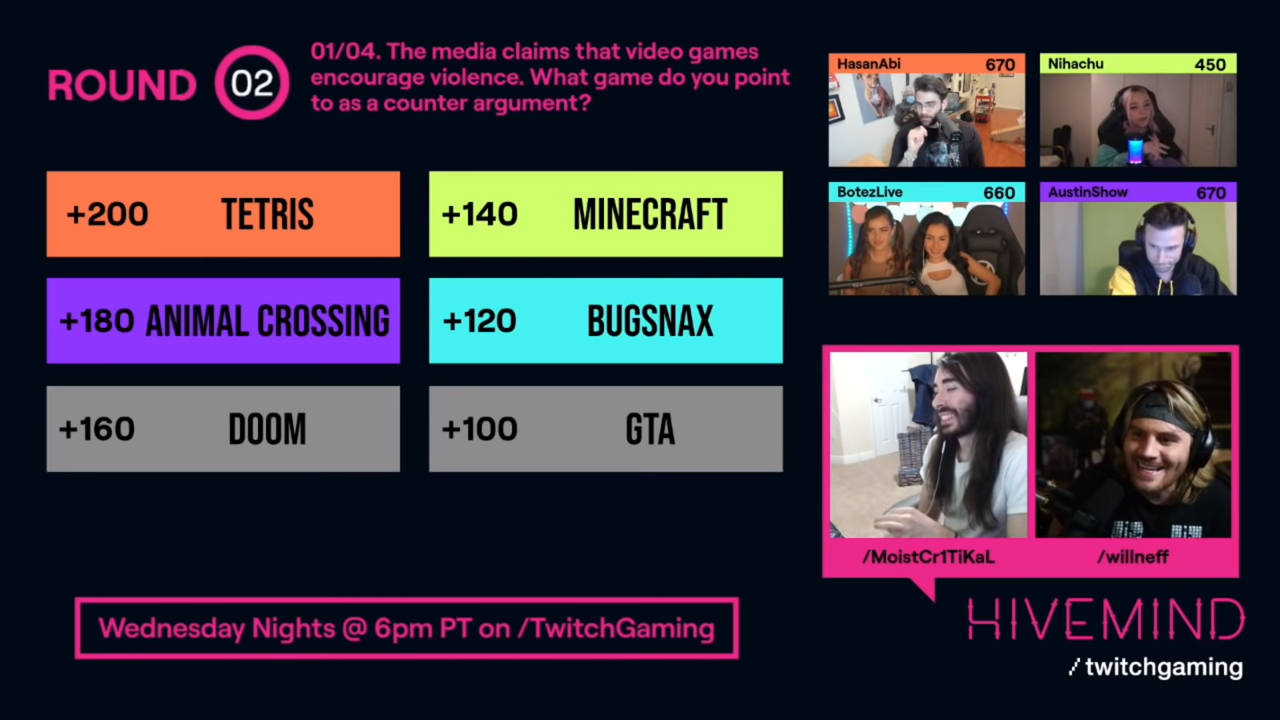 ROUND 02
01/04. The media claims that video games
encourage violence. What game do you point
to as a counter argument?
+200 TETRIS
+140 MINECRAFT
+180 ANIMAL CROSSING
+120 BUGSNAX
+160 DOOM
+100 GTA
Wednesday Nights @ 6pm PT on /TwitchGaming
HasanAbi 670
Nihachu 450
BotezLive 660
AustinShow 670
/MoistCr1TiKaL
/willneff
HIVEMIND
/twitchgaming